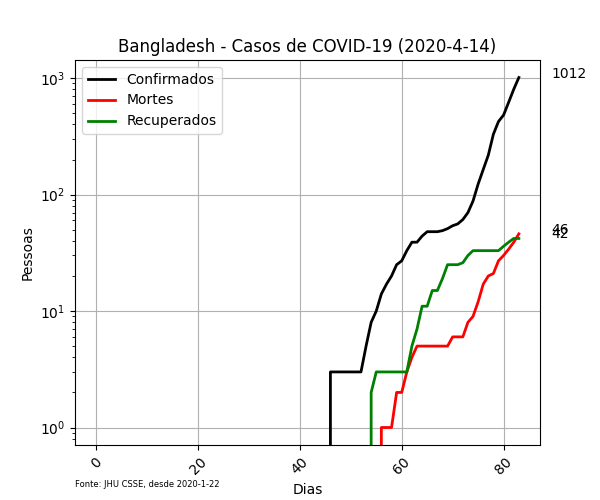 Bangladesh - Casos de COVID-19 (2020-4-14)
Confirmados
Mortes
Recuperados
1012
46
42
10³
10²
10¹
10⁰
Pessoas
0
20
40
60
80
Dias
Fonte: JHU CSSE, desde 2020-1-22